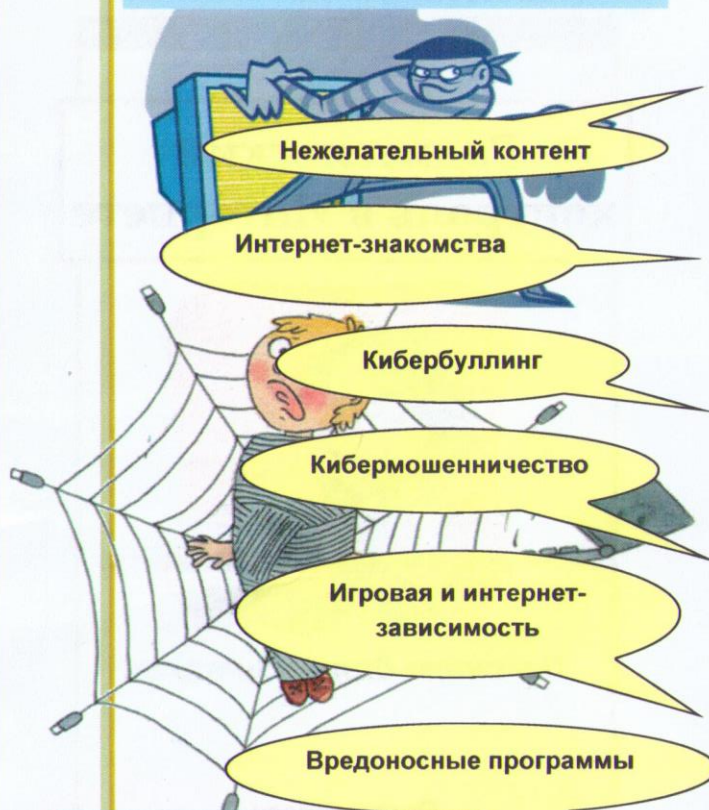 Нежелательный контент
Интернет-знакомства
Кибербуллинг
Кибермошенничество
Игровая и интернет-
зависимость
Вредоносные программы